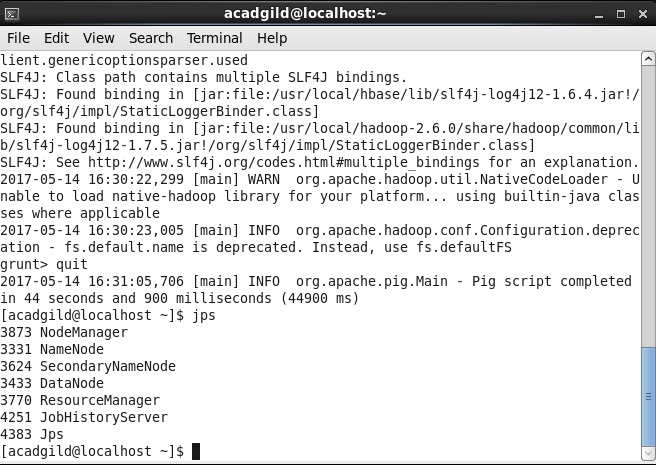 acadgild@localhost:~
File Edit View Search Terminal Help
lient.genericoptionsparser.used
SLF4J: Class path contains multiple SLF4J bindings.
SLF4J: Found binding in [jar:file:/usr/local/hbase/lib/slf4j-log4j12-1.6.4.jar!/
org/slf4j/impl/StaticLoggerBinder.class]
SLF4J: Found binding in [jar:file:/usr/local/hadoop-2.6.0/share/hadoop/common/li
b/slf4j-log4j12-1.7.5.jar!/org/slf4j/impl/StaticLoggerBinder.class]
SLF4J: See http://www.slf4j.org/codes.html#multiple_bindings for an explanation.
2017-05-14 16:30:22,299 [main] WARN  org.apache.hadoop.util.NativeCodeLoader - U
nable to load native-hadoop library for your platform... using builtin-java clas
ses where applicable
2017-05-14 16:30:23,005 [main] INFO  org.apache.hadoop.conf.Configuration.deprec
ation - fs.default.name is deprecated. Instead, use fs.defaultFS
grunt> quit
2017-05-14 16:31:05,706 [main] INFO  org.apache.pig.Main - Pig script completed
in 44 seconds and 900 milliseconds (44900 ms)
[acadgild@localhost ~]$ jps
3873 NodeManager
3331 NameNode
3624 SecondaryNameNode
3433 DataNode
3770 ResourceManager
4251 JobHistoryServer
4383 Jps
[acadgild@localhost ~]$